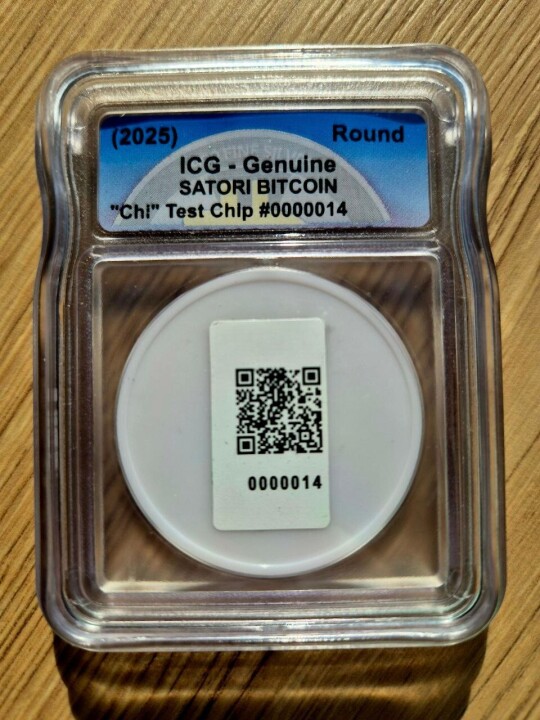 (2025) Round
ICG - Genuine
SATORI BITCOIN
"Chi" Test Chip #0000014
0000014